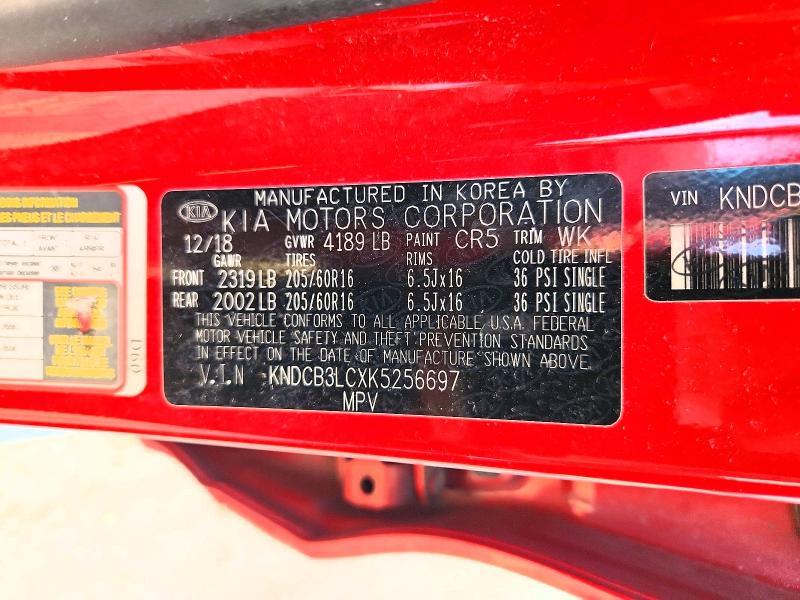 MANUFACTURED IN KOREA BY
KIA KIA MOTORS CORPORATION
12/18 GVWR 4189 LB PAINT CR5 TRIM WK
GAWR TIRES RIMS COLD TIRE INFL
FRONT 2319 LB 205/60R16 6.5Jx16 36 PSI SINGLE
REAR 2002 LB 205/60R16 6.5Jx16 36 PSI SINGLE
THIS VEHICLE CONFORMS TO ALL APPLICABLE U.S.A. FEDERAL
MOTOR VEHICLE SAFETY AND THEFT PREVENTION STANDARDS
IN EFFECT ON THE DATE OF MANUFACTURE SHOWN ABOVE.
V.I.N KNDCB3LCXK5256697
MPV
VIN KNDCB
D60